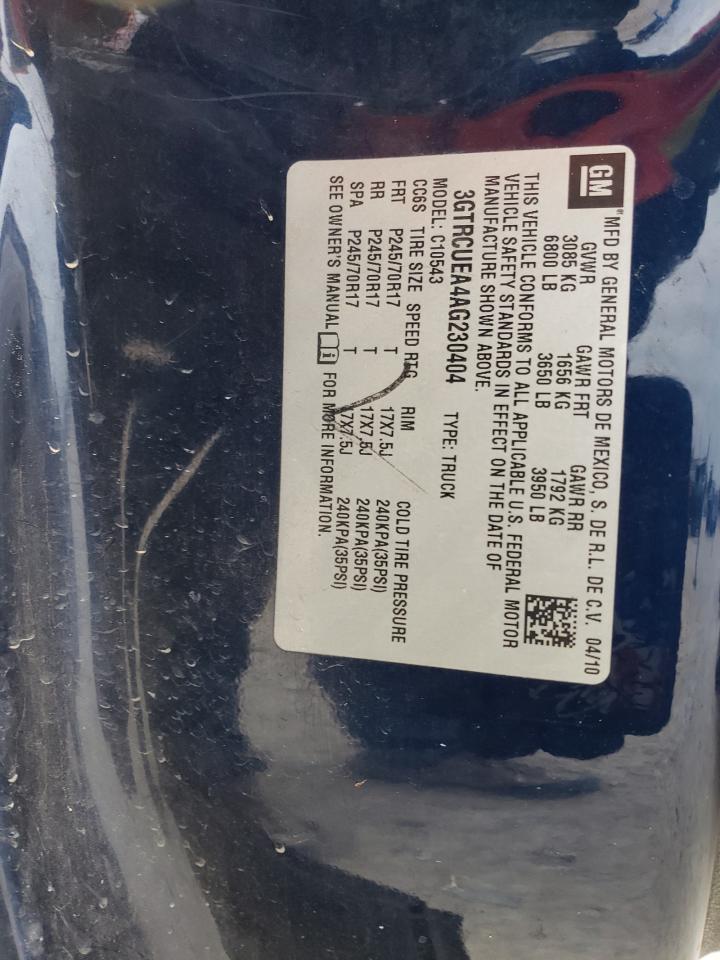 GM
® MFD BY GENERAL MOTORS DE MEXICO, S. DE R.L. DE C.V. 04/10
GVWR GAWR FRT GAWR RR
3085 KG 1656 KG 1792 KG
6800 LB 3650 LB 3950 LB
THIS VEHICLE CONFORMS TO ALL APPLICABLE U.S. FEDERAL MOTOR
VEHICLE SAFETY STANDARDS IN EFFECT ON THE DATE OF
MANUFACTURE SHOWN ABOVE.
3GTRCUEA4AG230404 TYPE: TRUCK
MODEL: C10543
CC6S TIRE SIZE SPEED RTG RIM COLD TIRE PRESSURE
FRT P245/70R17 T 17X7.5J 240KPA(35PSI)
RR P245/70R17 T 17X7.5J 240KPA(35PSI)
SPA P245/70R17 T 17X7.5J 240KPA(35PSI)
SEE OWNER'S MANUAL FOR MORE INFORMATION.